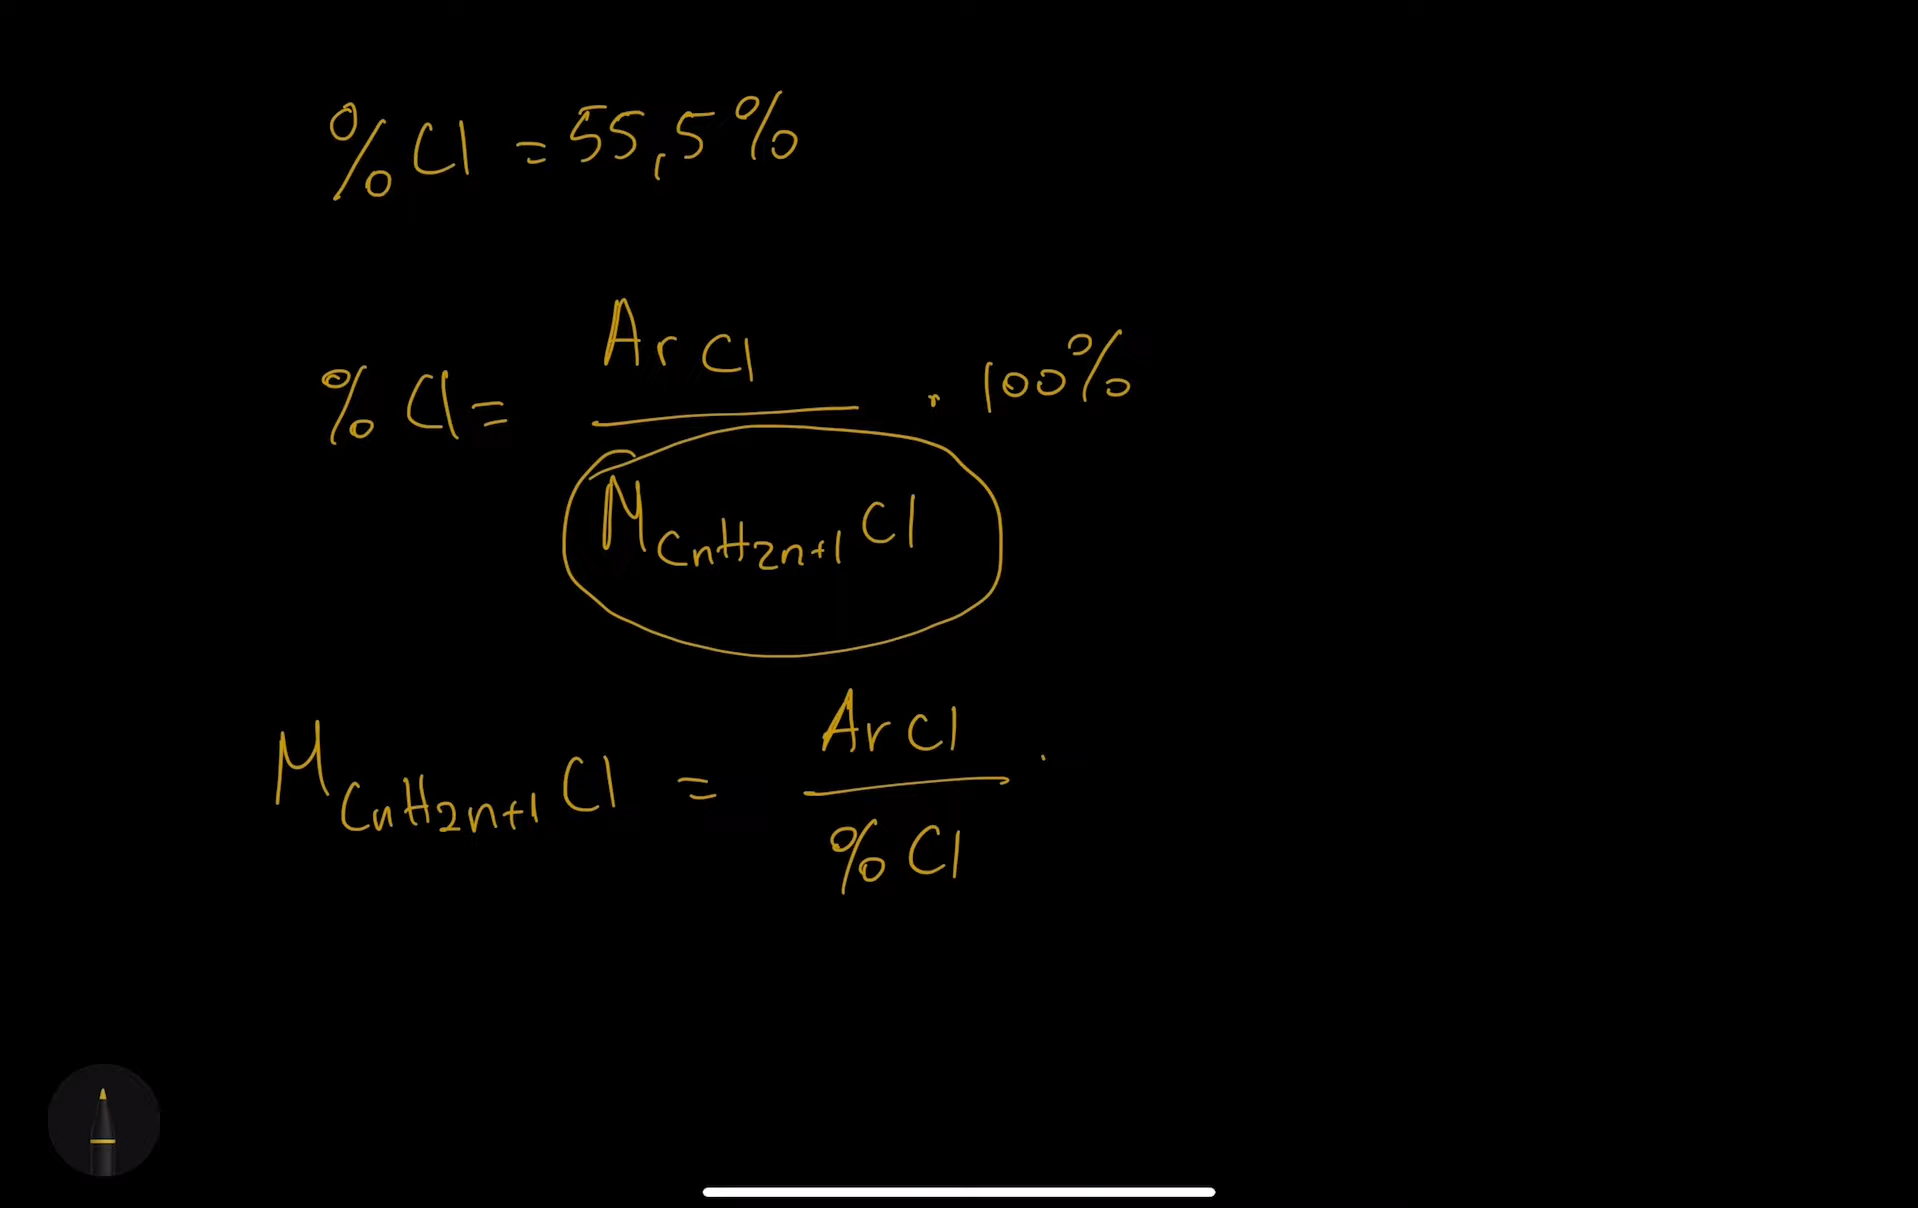 %Cl = 55,5%
%Cl = Ar Cl / M CnH2n+1 Cl · 100%
M CnH2n+1 Cl = Ar Cl / %Cl ·